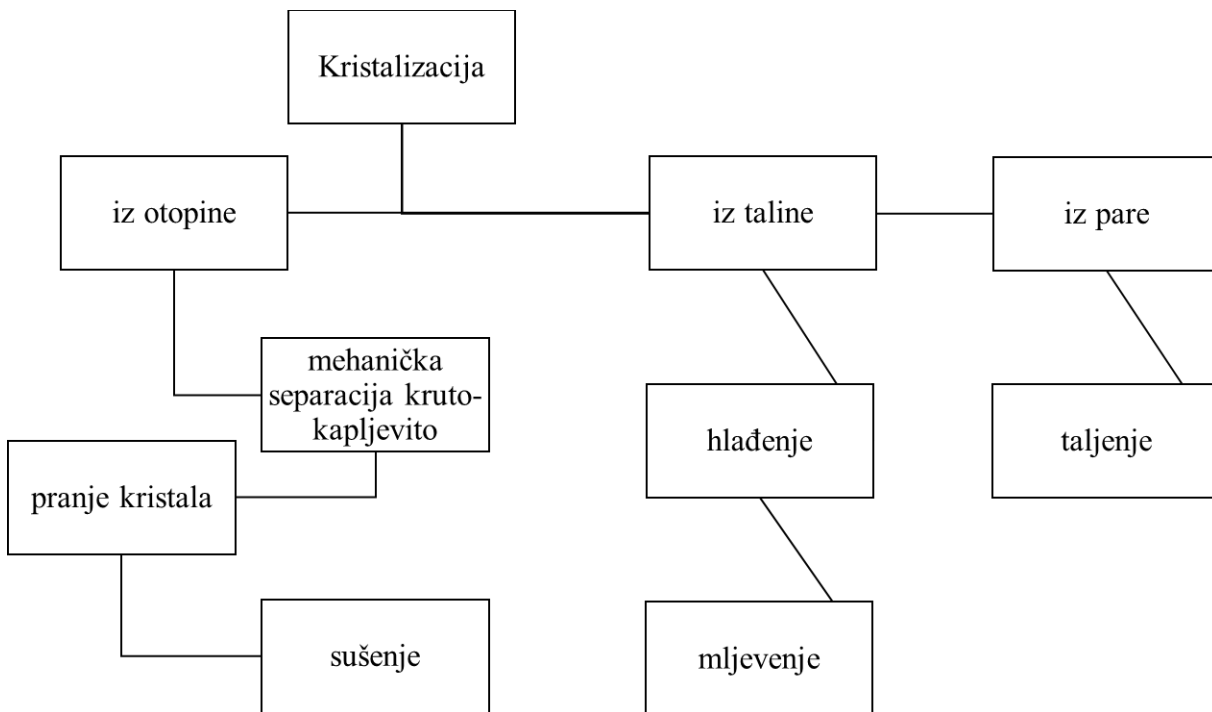 Kristalizacija
iz otopine
iz taline
iz pare
mehanička
separacija kruto-
kapljevito
hlađenje
taljenje
pranje kristala
sušenje
mljevenje